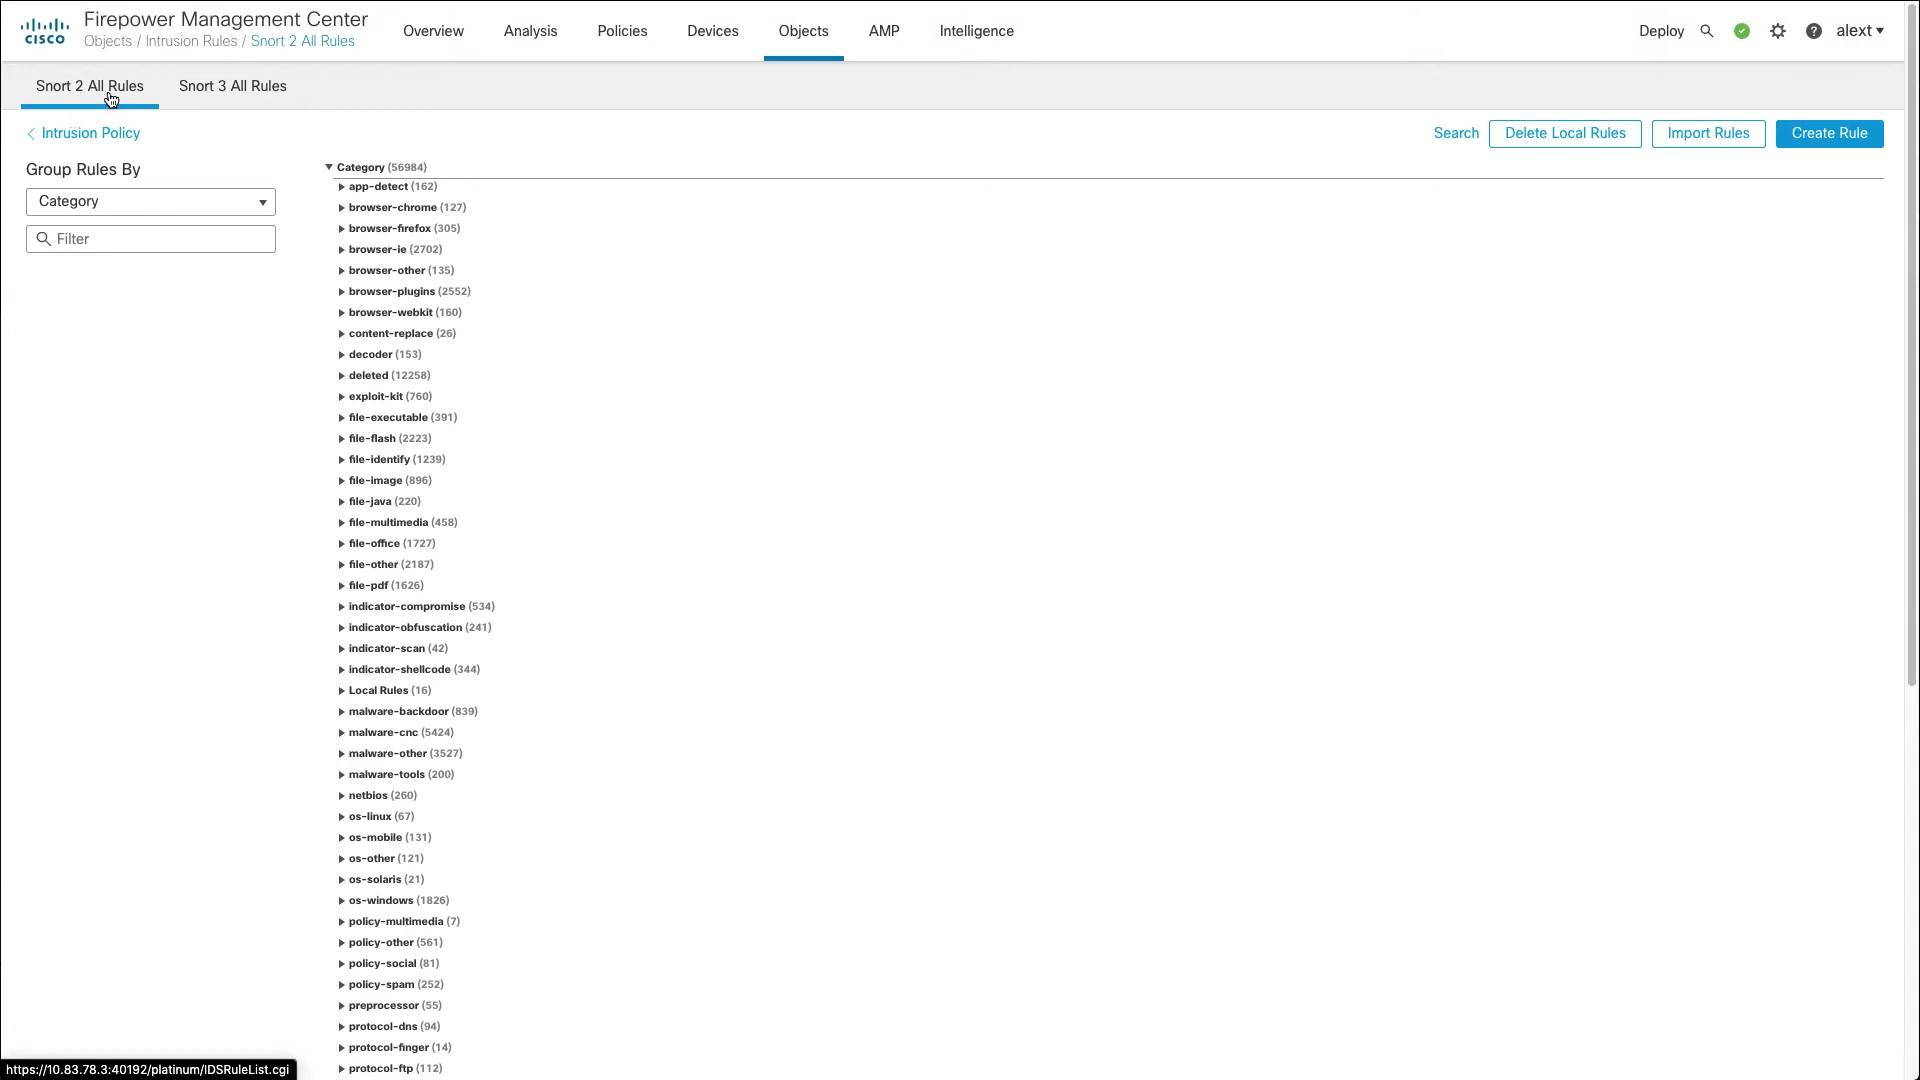 CISCO
Firepower Management Center
Objects / Intrusion Rules / Snort 2 All Rules
Overview
Analysis
Policies
Devices
Objects
AMP
Intelligence
Deploy
alext
Snort 2 All Rules
Snort 3 All Rules
Intrusion Policy
Search
Delete Local Rules
Import Rules
Create Rule
Group Rules By
Category
Filter
Category (56984)
app-detect (162)
browser-chrome (127)
browser-firefox (305)
browser-ie (2702)
browser-other (135)
browser-plugins (2552)
browser-webkit (160)
content-replace (26)
decoder (153)
deleted (12258)
exploit-kit (760)
file-executable (391)
file-flash (2223)
file-identify (1239)
file-image (896)
file-java (220)
file-multimedia (458)
file-office (1727)
file-other (2187)
file-pdf (1626)
indicator-compromise (534)
indicator-obfuscation (241)
indicator-scan (42)
indicator-shellcode (344)
Local Rules (16)
malware-backdoor (839)
malware-cnc (5424)
malware-other (3527)
malware-tools (200)
netbios (260)
os-linux (67)
os-mobile (131)
os-other (121)
os-solaris (21)
os-windows (1826)
policy-multimedia (7)
policy-other (561)
policy-social (81)
policy-spam (252)
preprocessor (55)
protocol-dns (94)
protocol-finger (14)
protocol-ftp (112)
https://10.83.78.3:40192/platinum/IDSRuleList.cgi